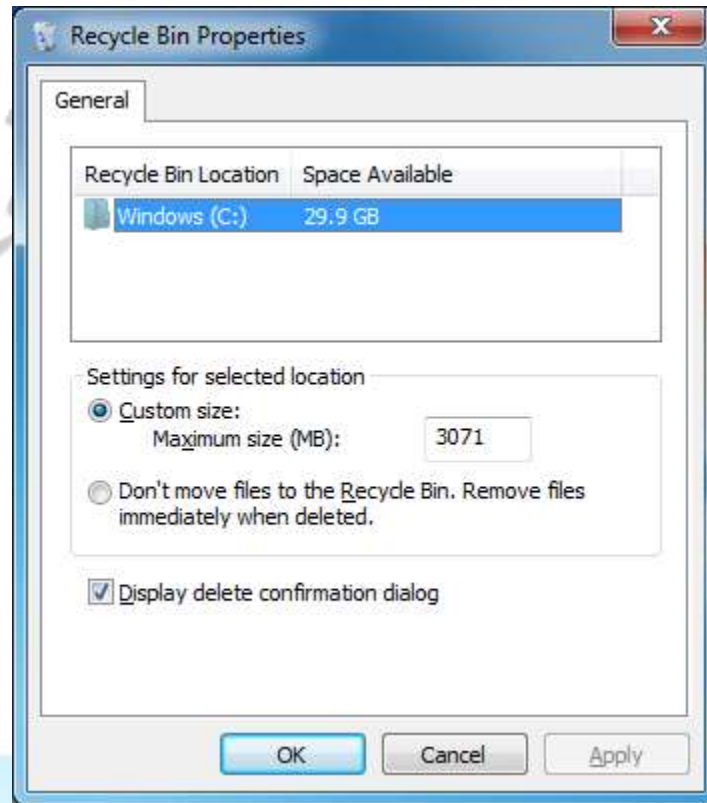 Recycle Bin Properties
General
Recycle Bin Location Space Available
Windows (C:) 29.9 GB
Settings for selected location
Custom size:
Maximum size (MB): 3071
Don't move files to the Recycle Bin. Remove files
immediately when deleted.
Display delete confirmation dialog
OK Cancel Apply